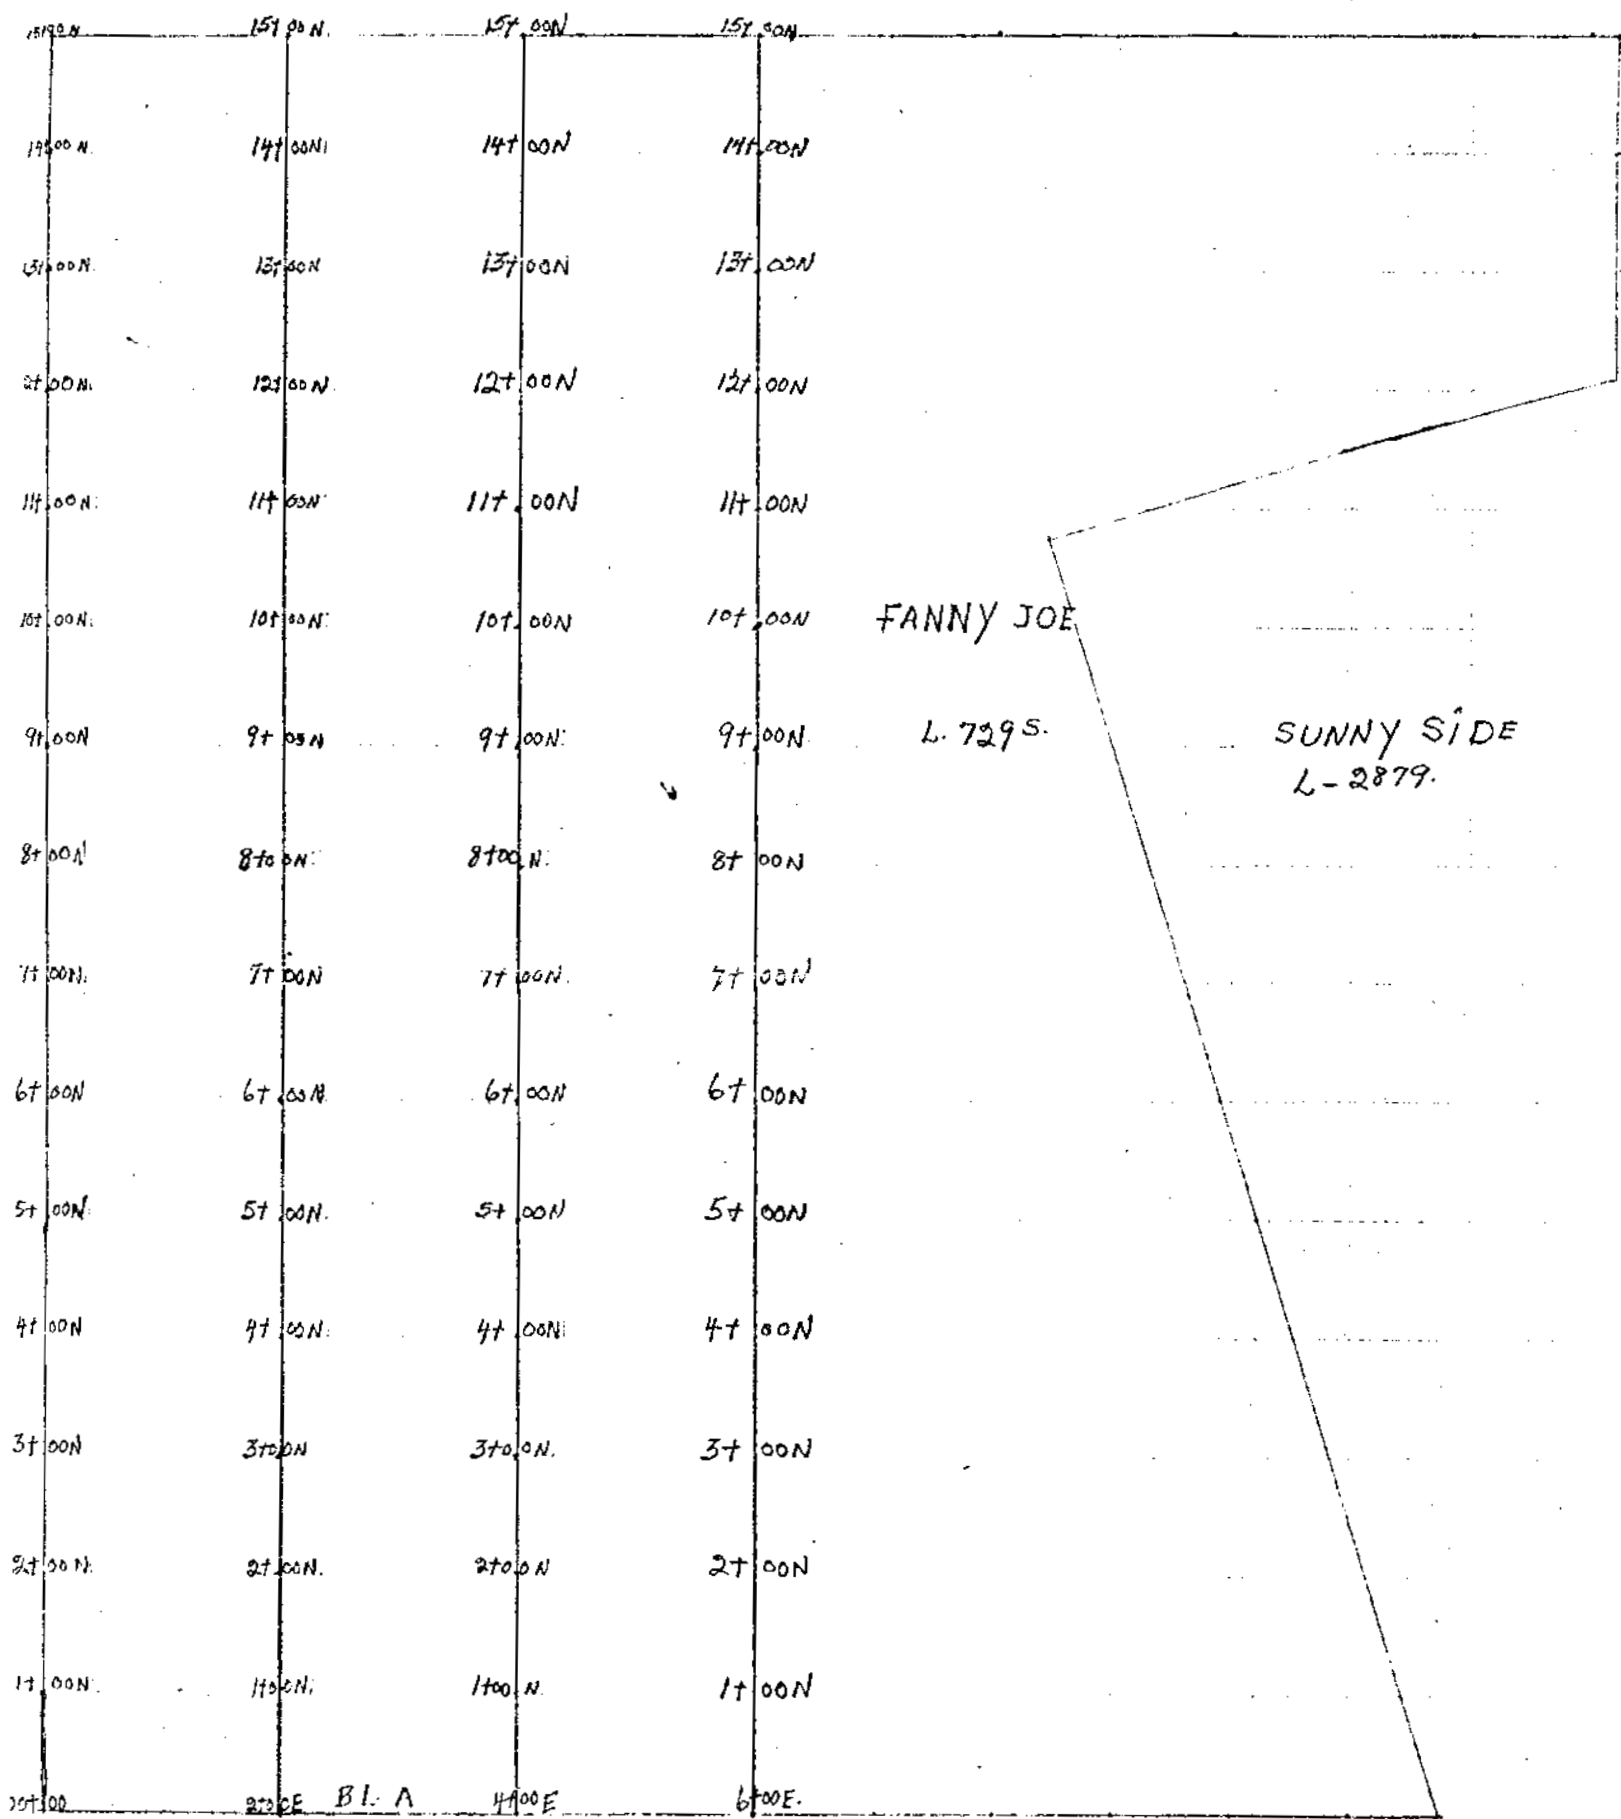 15+00N 15+00N. 15+00N 15+00N
14+00N. 14+00N 14+00N 14+00N
13+00N. 13+00N 13+00N 13+00N
2+00N. 12+00N. 12+00N 12+00N
11+00N. 11+00N 11+00N 11+00N
10+00N. 10+00N. 10+00N 10+00N
FANNY JOE
9+00N 9+00N 9+00N. 9+00N.
L. 729S.
SUNNY SiDE
L-2879.
8+00N 8+00N. 8+00N. 8+00N
7+00N. 7+00N 7+00N. 7+00N
6+00N 6+00N 6+00N 6+00N
5+00N. 5+00N. 5+00N 5+00N
4+00N 4+00N. 4+00N 4+00N
3+00N 3+00N 3+00N. 3+00N
2+00N. 2+00N. 2+00N 2+00N
1+00N. 1+00N. 1+00N. 1+00N
00+00 2+00E BL. A 4+00E 6+00E.